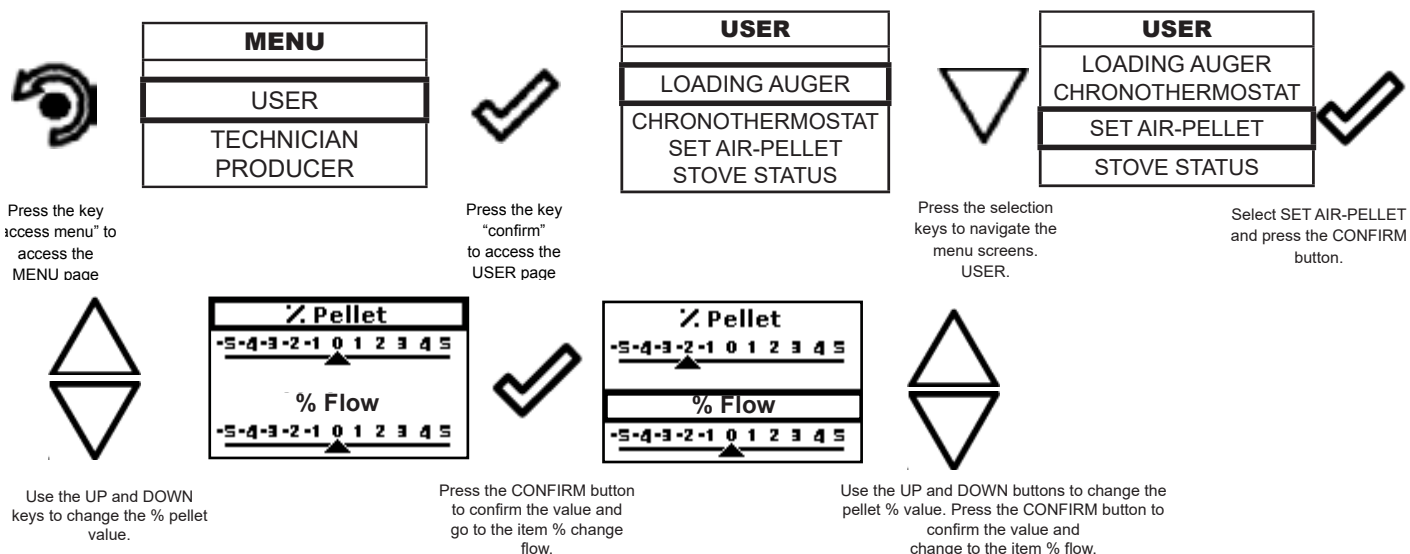 MENU
USER
TECHNICIAN
PRODUCER
USER
LOADING AUGER
CHRONOTHERMOSTAT
SET AIR-PELLET
STOVE STATUS
USER
LOADING AUGER
CHRONOTHERMOSTAT
SET AIR-PELLET
STOVE STATUS
Press the key
access menu” to
access the
MENU page
Press the key
“confirm”
to access the
USER page
Press the selection
keys to navigate the
menu screens.
USER.
Select SET AIR-PELLET
and press the CONFIRM
button.
% Pellet
-5-4-3-2-1 0 1 2 3 4 5
% Flow
-5-4-3-2-1 0 1 2 3 4 5
% Pellet
-5-4-3-2-1 0 1 2 3 4 5
% Flow
-5-4-3-2-1 0 1 2 3 4 5
Use the UP and DOWN
keys to change the % pellet
value.
Press the CONFIRM button
to confirm the value and
go to the item % change
flow.
Use the UP and DOWN buttons to change the
pellet % value. Press the CONFIRM button to
confirm the value and
change to the item % flow.